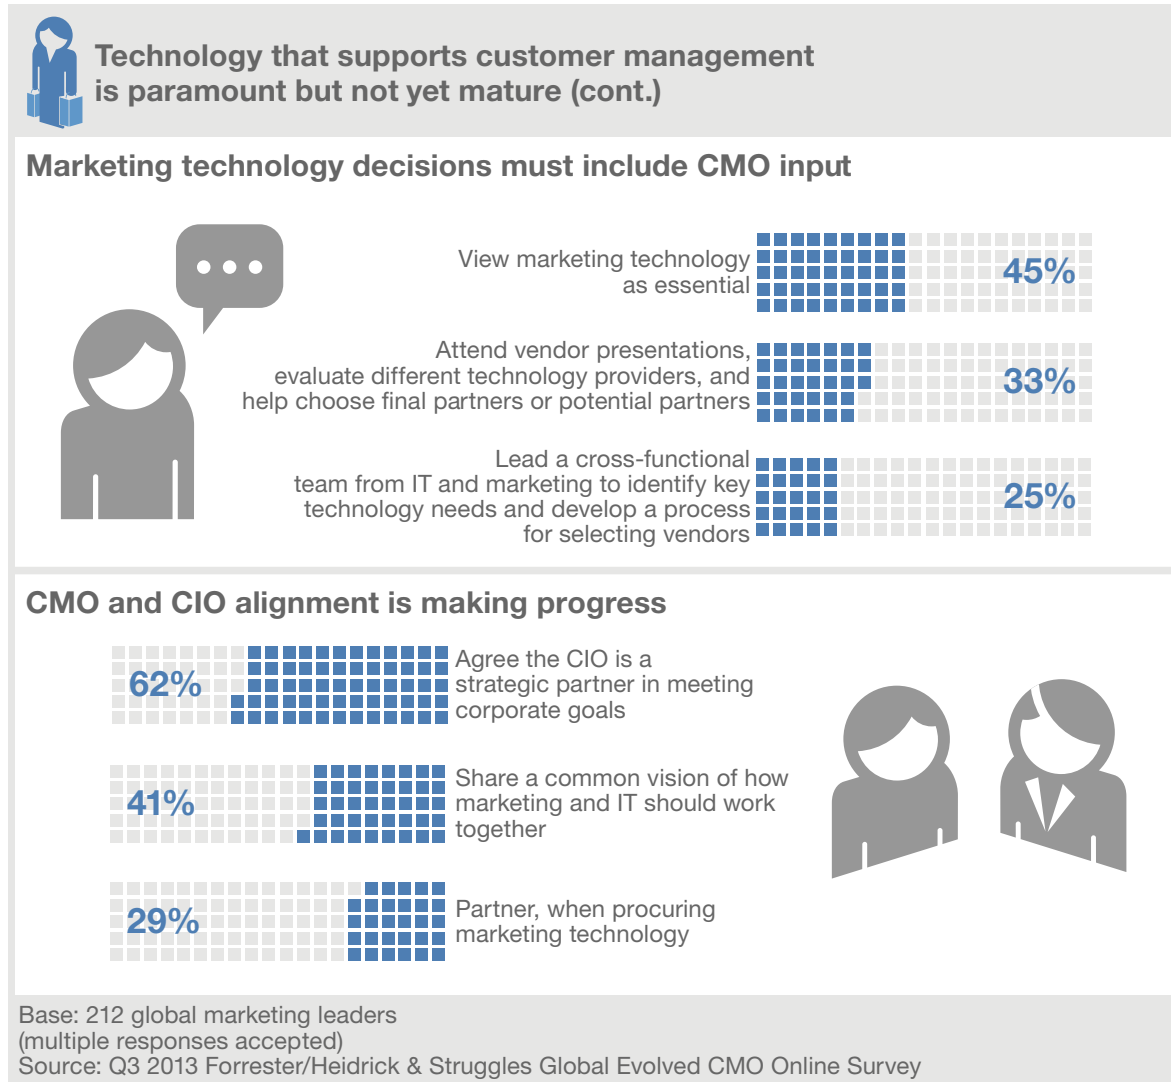 Technology that supports customer management
is paramount but not yet mature (cont.)
Marketing technology decisions must include CMO input
View marketing technology
as essential
45%
Attend vendor presentations,
evaluate different technology providers, and
help choose final partners or potential partners
33%
Lead a cross-functional
team from IT and marketing to identify key
technology needs and develop a process
for selecting vendors
25%
CMO and CIO alignment is making progress
62%
Agree the CIO is a
strategic partner in meeting
corporate goals
41%
Share a common vision of how
marketing and IT should work
together
29%
Partner, when procuring
marketing technology
Base: 212 global marketing leaders
(multiple responses accepted)
Source: Q3 2013 Forrester/Heidrick & Struggles Global Evolved CMO Online Survey